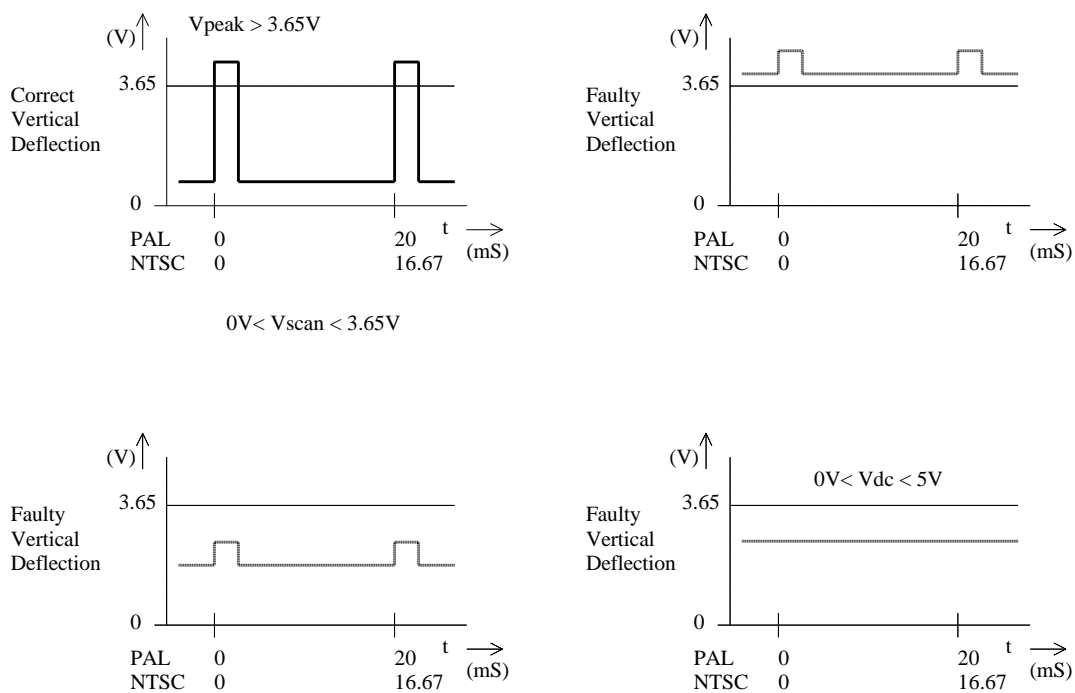 Vpeak > 3.65V
(V)
3.65
Correct
Vertical
Deflection
0
t
PAL 0 20
(mS)
NTSC 0 16.67
0V< Vscan < 3.65V
(V)
3.65
Faulty
Vertical
Deflection
0
t
PAL 0 20
(mS)
NTSC 0 16.67
(V)
3.65
Faulty
Vertical
Deflection
0
t
PAL 0 20
(mS)
NTSC 0 16.67
(V)
0V< Vdc < 5V
3.65
Faulty
Vertical
Deflection
0
t
PAL 0 20
(mS)
NTSC 0 16.67